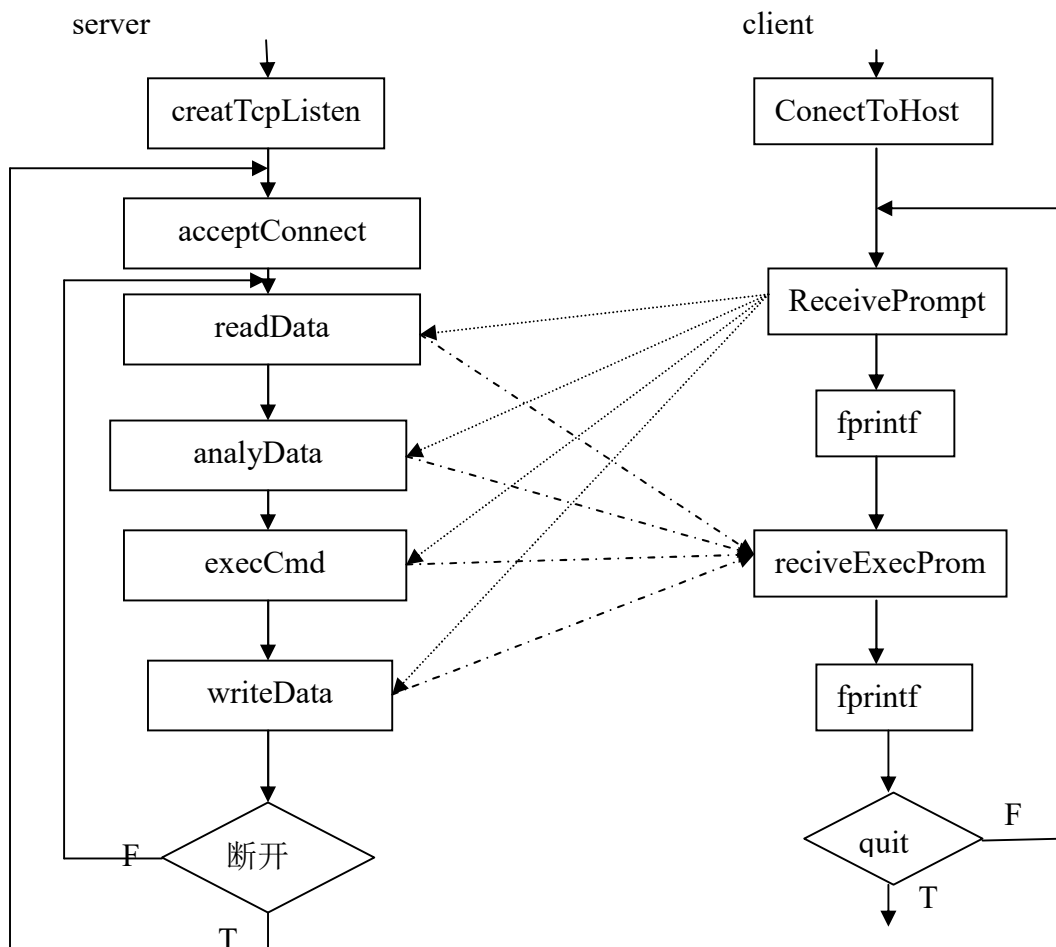 server
creatTcpListen
acceptConnect
readData
analyData
execCmd
writeData
断开
F
T
client
ConectToHost
ReceivePrompt
fprintf
reciveExecProm
fprintf
quit
F
T